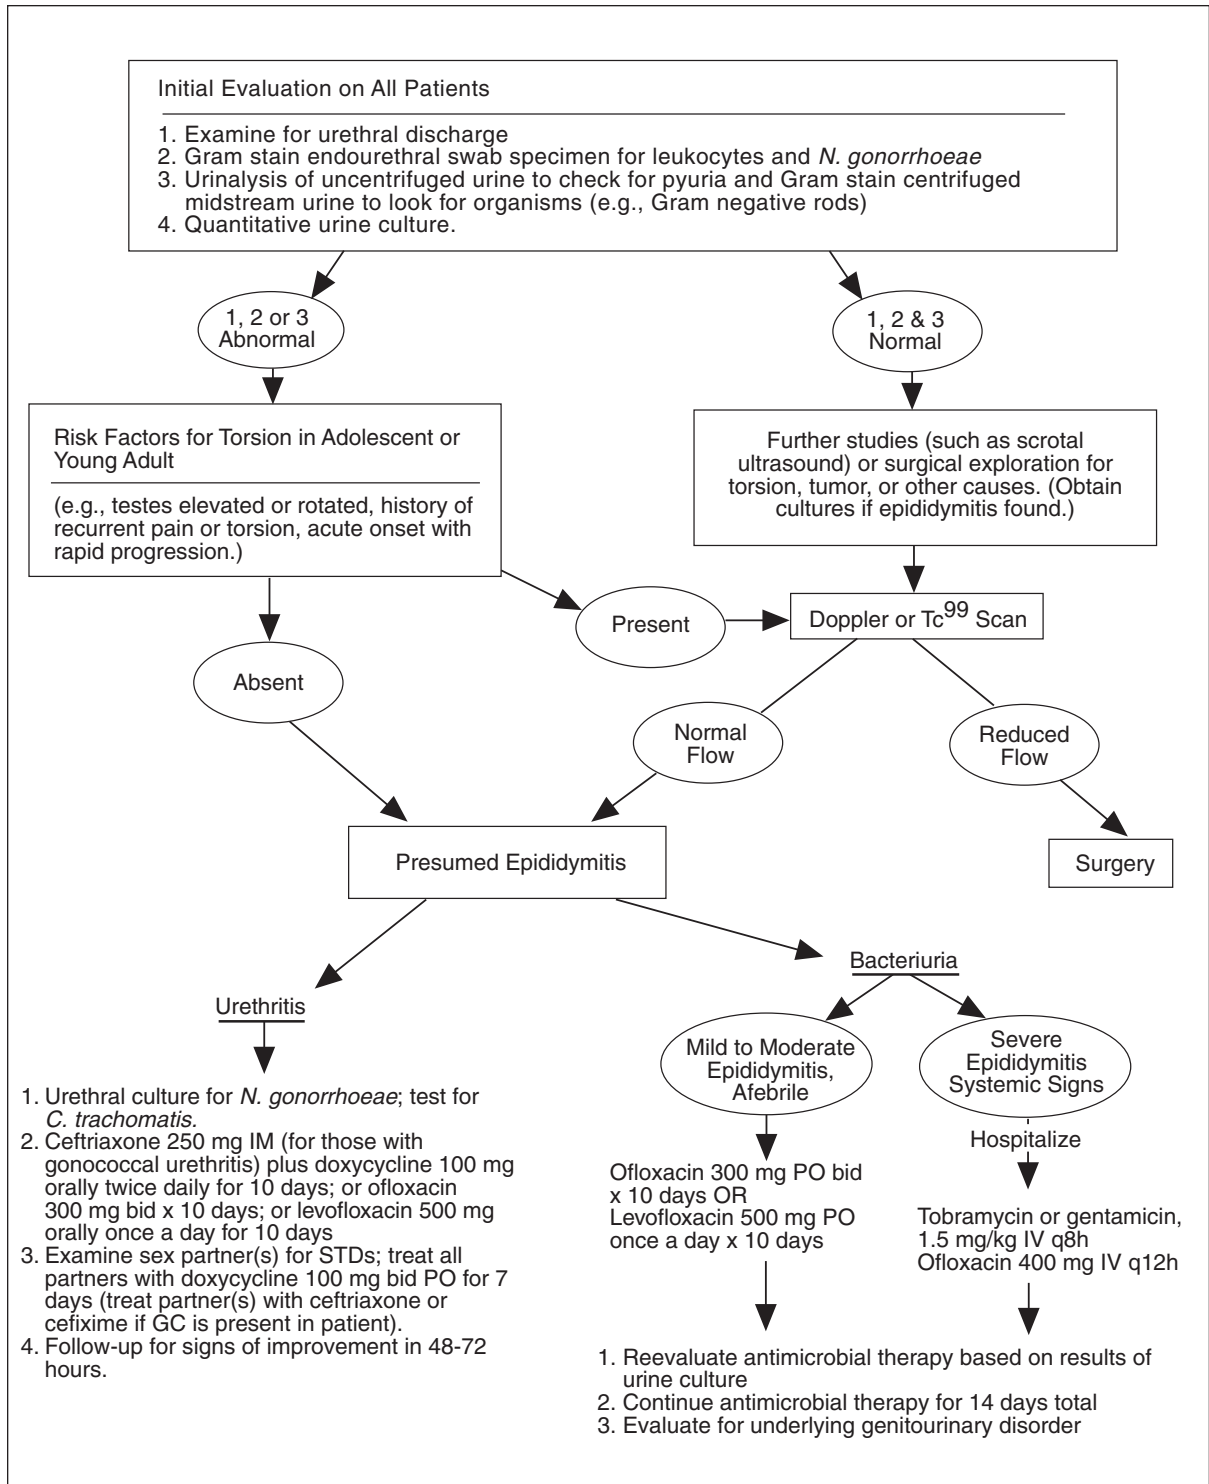 Initial Evaluation on All Patients
1. Examine for urethral discharge
2. Gram stain endourethral swab specimen for leukocytes and N. gonorrhoeae
3. Urinalysis of uncentrifuged urine to check for pyuria and Gram stain centrifuged
midstream urine to look for organisms (e.g., Gram negative rods)
4. Quantitative urine culture.
1, 2 or 3
Abnormal
1, 2 & 3
Normal
Risk Factors for Torsion in Adolescent or
Young Adult
(e.g., testes elevated or rotated, history of
recurrent pain or torsion, acute onset with
rapid progression.)
Further studies (such as scrotal
ultrasound) or surgical exploration for
torsion, tumor, or other causes. (Obtain
cultures if epididymitis found.)
Present
Doppler or Tc99 Scan
Absent
Normal
Flow
Reduced
Flow
Presumed Epididymitis
Surgery
Urethritis
1. Urethral culture for N. gonorrhoeae; test for
C. trachomatis.
2. Ceftriaxone 250 mg IM (for those with
gonococcal urethritis) plus doxycycline 100 mg
orally twice daily for 10 days; or ofloxacin
300 mg bid x 10 days; or levofloxacin 500 mg
orally once a day for 10 days
3. Examine sex partner(s) for STDs; treat all
partners with doxycycline 100 mg bid PO for 7
days (treat partner(s) with ceftriaxone or
cefixime if GC is present in patient).
4. Follow-up for signs of improvement in 48-72
hours.
Bacteriuria
Mild to Moderate
Epididymitis,
Afebrile
Severe
Epididymitis
Systemic Signs
Hospitalize
Ofloxacin 300 mg PO bid
x 10 days OR
Levofloxacin 500 mg PO
once a day x 10 days
Tobramycin or gentamicin,
1.5 mg/kg IV q8h
Ofloxacin 400 mg IV q12h
1. Reevaluate antimicrobial therapy based on results of
urine culture
2. Continue antimicrobial therapy for 14 days total
3. Evaluate for underlying genitourinary disorder